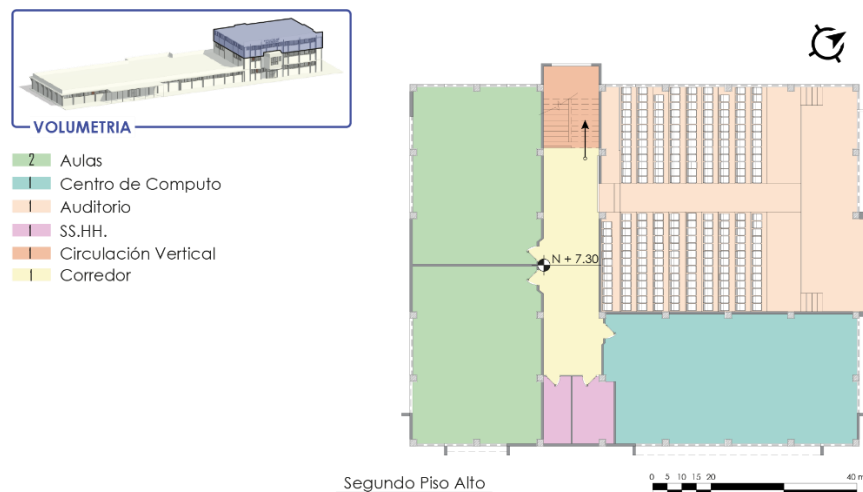 VOLUMETRIA
2 Aulas
1 Centro de Computo
1 Auditorio
1 SS.HH.
1 Circulación Vertical
1 Corredor
N + 7.30
Segundo Piso Alto
0 5 10 15 20 40 m